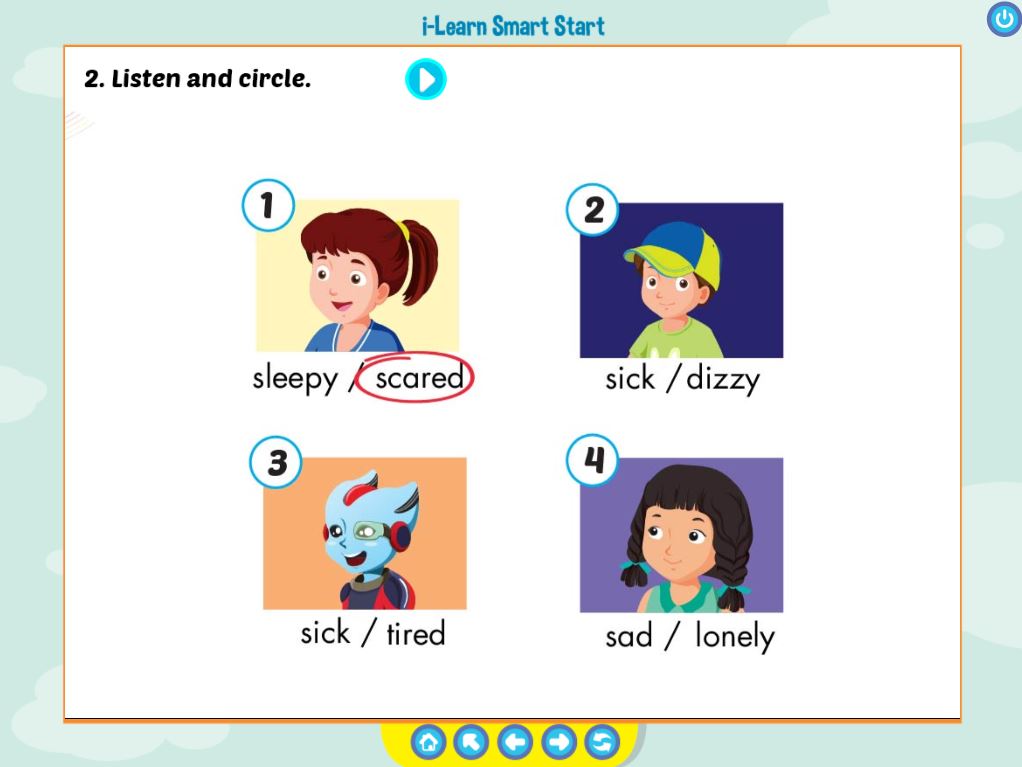 i-Learn Smart Start
2. Listen and circle.
1
2
sleepy / scared
sick / dizzy
3
4
sick / tired
sad / lonely